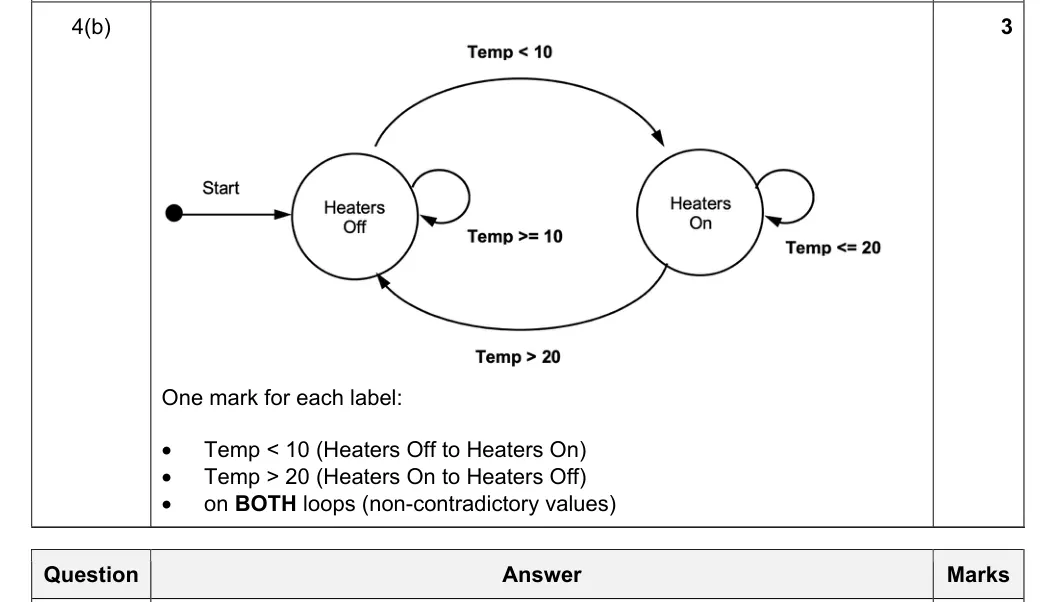 4(b)
3
Temp < 10
Start
Heaters
Off
Temp >= 10
Heaters
On
Temp <= 20
Temp > 20
One mark for each label:
• Temp < 10 (Heaters Off to Heaters On)
• Temp > 20 (Heaters On to Heaters Off)
• on BOTH loops (non-contradictory values)
Question Answer Marks